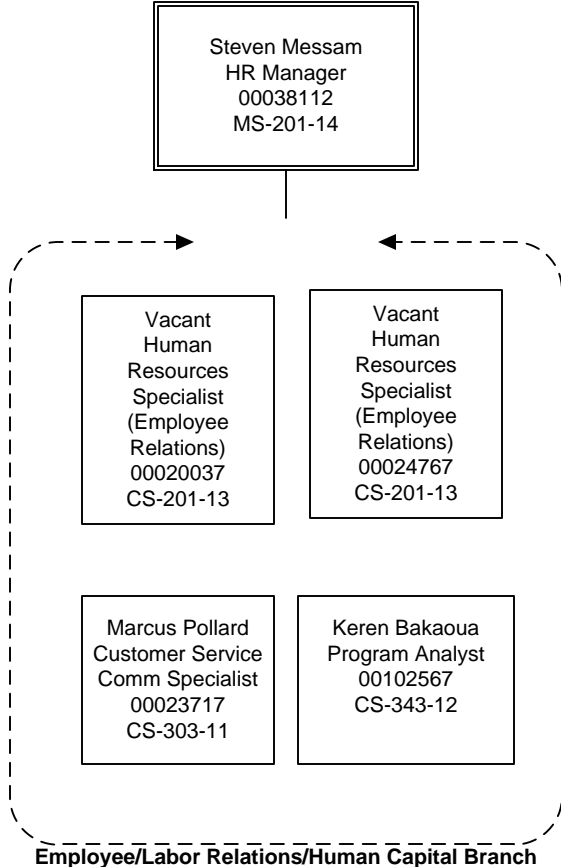 Steven Messam
HR Manager
00038112
MS-201-14
Vacant
Human
Resources
Specialist
(Employee
Relations)
00020037
CS-201-13
Vacant
Human
Resources
Specialist
(Employee
Relations)
00024767
CS-201-13
Marcus Pollard
Customer Service
Comm Specialist
00023717
CS-303-11
Keren Bakaoua
Program Analyst
00102567
CS-343-12
Employee/Labor Relations/Human Capital Branch